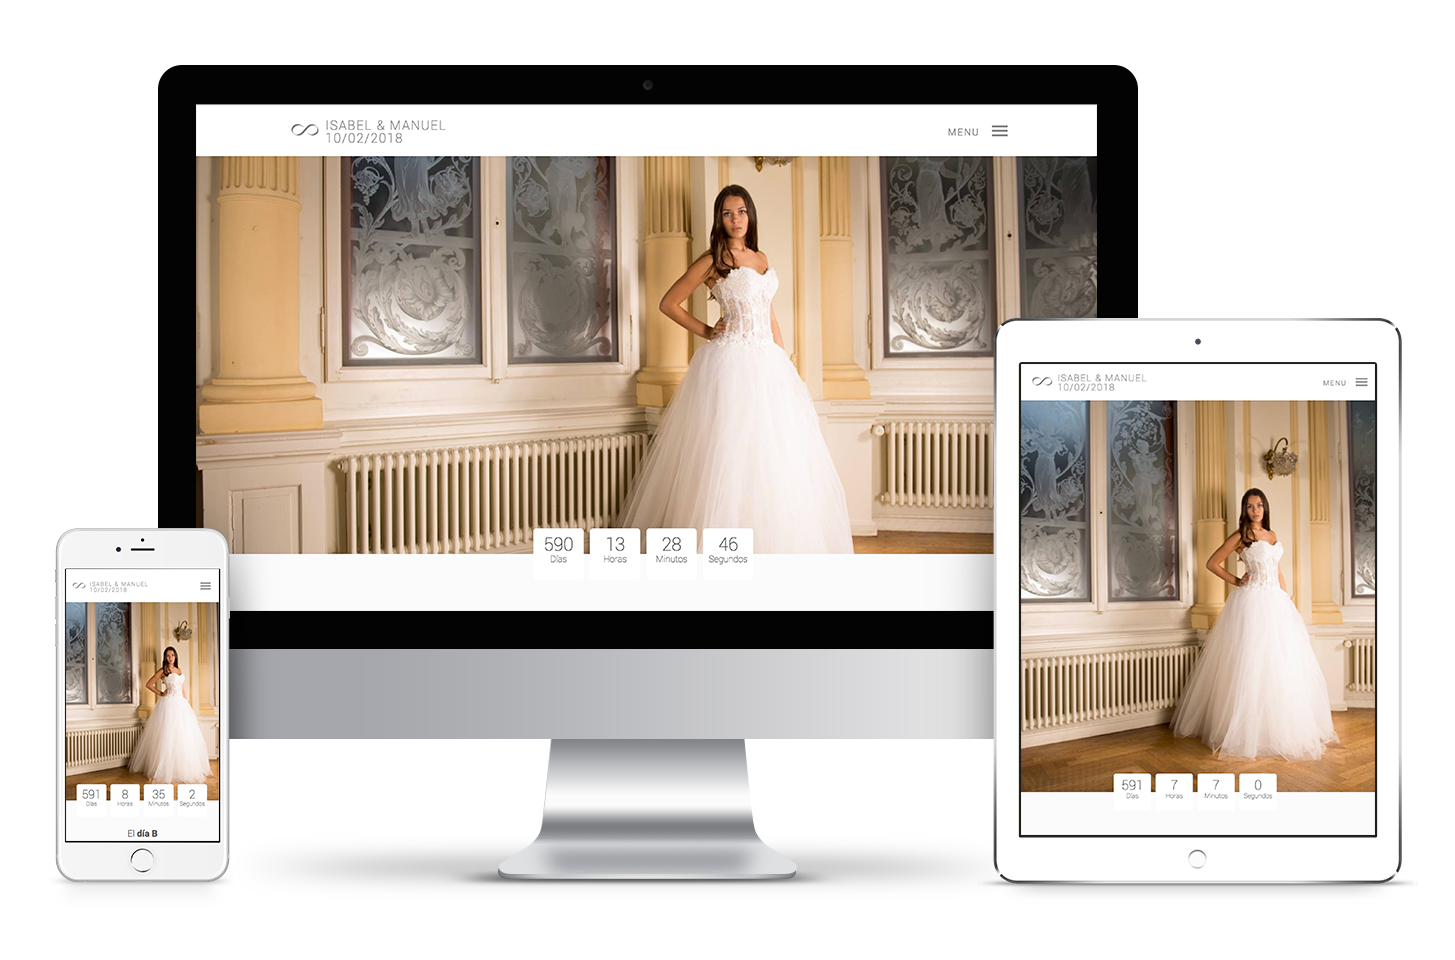 ISABEL & MANUEL
10/02/2018
MENU
590 13 28 46
Días Horas Minutos Segundos
ISABEL & MANUEL
10/02/2018
MENU
591 7 7 0
Días Horas Minutos Segundos
ISABEL & MANUEL
10/02/2018
591 8 35 2
Días Horas Minutos Segundos
El día B